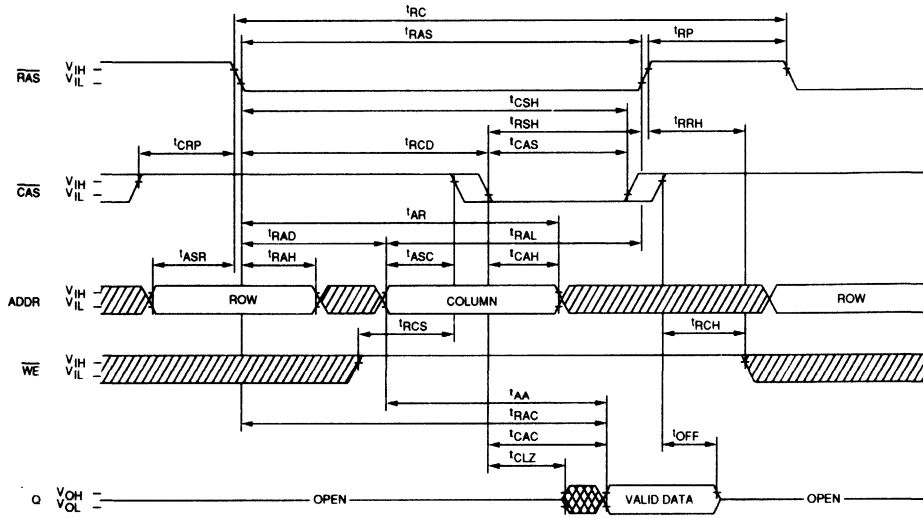 tRC
tRAS
tRP
RAS VIH VIL
tCSH
tRSH
tRRH
tCRP
tRCD
tCAS
CAS VIH VIL
tAR
tRAD
tRAL
tASR
tRAH
tASC
tCAH
ADDR VIH VIL ROW COLUMN ROW
tRCS
tRCH
WE VIH VIL
tAA
tRAC
tCAC
tOFF
tCLZ
Q VOH VOL OPEN VALID DATA OPEN